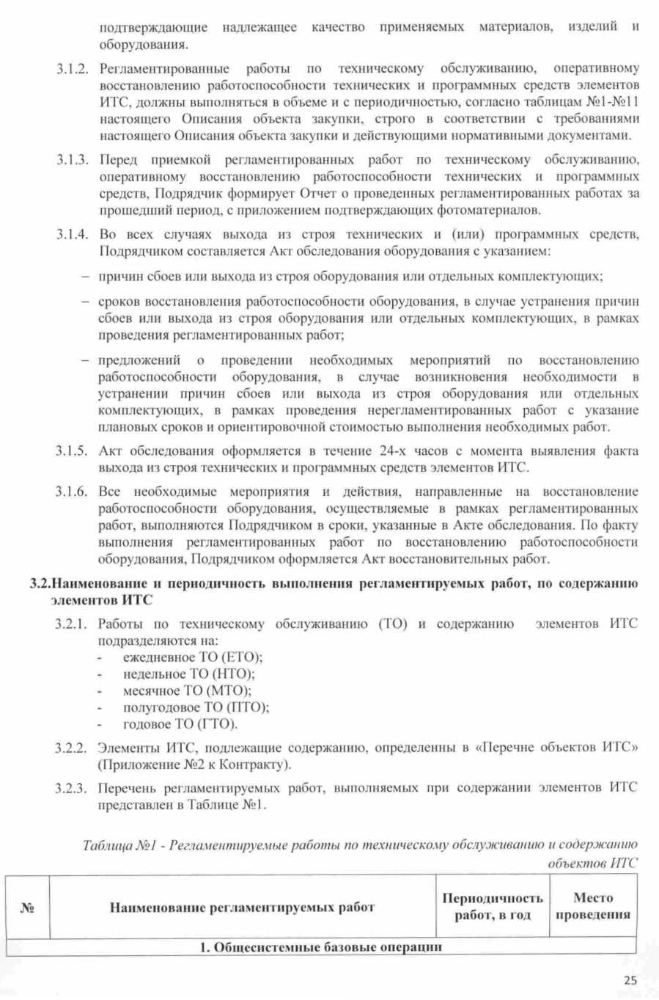 подтверждающие надлежащее качество применяемых материалов, изделий и
оборудования.
3.1.2. Регламентированные работы по техническому обслуживанию, оперативному
восстановлению работоспособности технических и программных средств элементов
ИТС, должны выполняться в объеме и с периодичностью, согласно таблицам №1-№11
настоящего Описания объекта закупки, строго в соответствии с требованиями
настоящего Описания объекта закупки и действующими нормативными документами.
3.1.3. Перед приемкой регламентированных работ по техническому обслуживанию,
оперативному восстановлению работоспособности технических и программных
средств, Подрядчик формирует Отчет о проведенных регламентированных работах за
прошедший период, с приложением подтверждающих фотоматериалов.
3.1.4. Во всех случаях выхода из строя технических и (или) программных средств,
Подрядчиком составляется Акт обследования оборудования с указанием:
– причин сбоев или выхода из строя оборудования или отдельных комплектующих;
– сроков восстановления работоспособности оборудования, в случае устранения причин
сбоев или выхода из строя оборудования или отдельных комплектующих, в рамках
проведения регламентированных работ;
– предложений о проведении необходимых мероприятий по восстановлению
работоспособности оборудования, в случае возникновения необходимости в
устранении причин сбоев или выхода из строя оборудования или отдельных
комплектующих, в рамках проведения нерегламентированных работ с указание
плановых сроков и ориентировочной стоимостью выполнения необходимых работ.
3.1.5. Акт обследования оформляется в течение 24-х часов с момента выявления факта
выхода из строя технических и программных средств элементов ИТС.
3.1.6. Все необходимые мероприятия и действия, направленные на восстановление
работоспособности оборудования, осуществляемые в рамках регламентированных
работ, выполняются Подрядчиком в сроки, указанные в Акте обследования. По факту
выполнения регламентированных работ по восстановлению работоспособности
оборудования, Подрядчиком оформляется Акт восстановительных работ.
3.2.Наименование и периодичность выполнения регламентируемых работ, по содержанию
элементов ИТС
3.2.1. Работы по техническому обслуживанию (ТО) и содержанию элементов ИТС
подразделяются на:
- ежедневное ТО (ЕТО);
- недельное ТО (НТО);
- месячное ТО (МТО);
- полугодовое ТО (ПТО);
- годовое ТО (ГТО).
3.2.2. Элементы ИТС, подлежащие содержанию, определенны в «Перечне объектов ИТС»
(Приложение №2 к Контракту).
3.2.3. Перечень регламентируемых работ, выполняемых при содержании элементов ИТС
представлен в Таблице №1.
Таблица №1 - Регламентируемые работы по техническому обслуживанию и содержанию
объектов ИТС
№
Наименование регламентируемых работ
Периодичность
работ, в год
Место
проведения
1. Общесистемные базовые операции
25